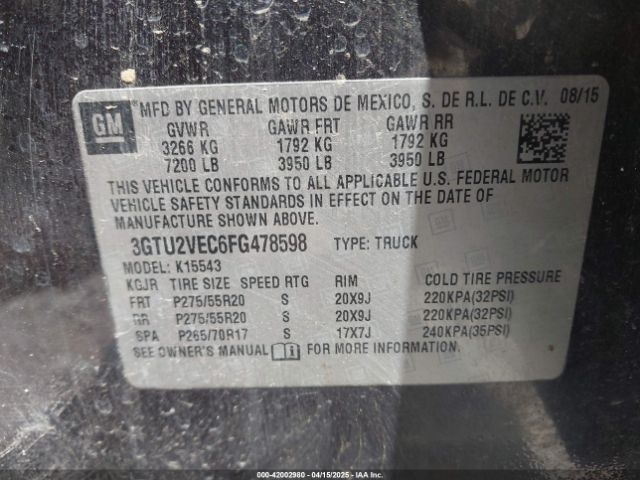 GM
MFD BY GENERAL MOTORS DE MEXICO, S. DE R.L. DE C.V. 08/15
GVWR GAWR FRT GAWR RR
3266 KG 1792 KG 1792 KG
7200 LB 3950 LB 3950 LB
THIS VEHICLE CONFORMS TO ALL APPLICABLE U.S. FEDERAL MOTOR
VEHICLE SAFETY STANDARDS IN EFFECT ON THE DATE OF
MANUFACTURE SHOWN ABOVE.
3GTU2VEC6FG478598 TYPE: TRUCK
MODEL: K15543
KGJR TIRE SIZE SPEED RTG RIM COLD TIRE PRESSURE
FRT P275/55R20 S 20X9J 220KPA(32PSI)
RR P275/55R20 S 20X9J 220KPA(32PSI)
SPA P265/70R17 S 17X7J 240KPA(35PSI)
SEE OWNER'S MANUAL i FOR MORE INFORMATION.
000-42002980 - 04/15/2025 - IAAI.COM